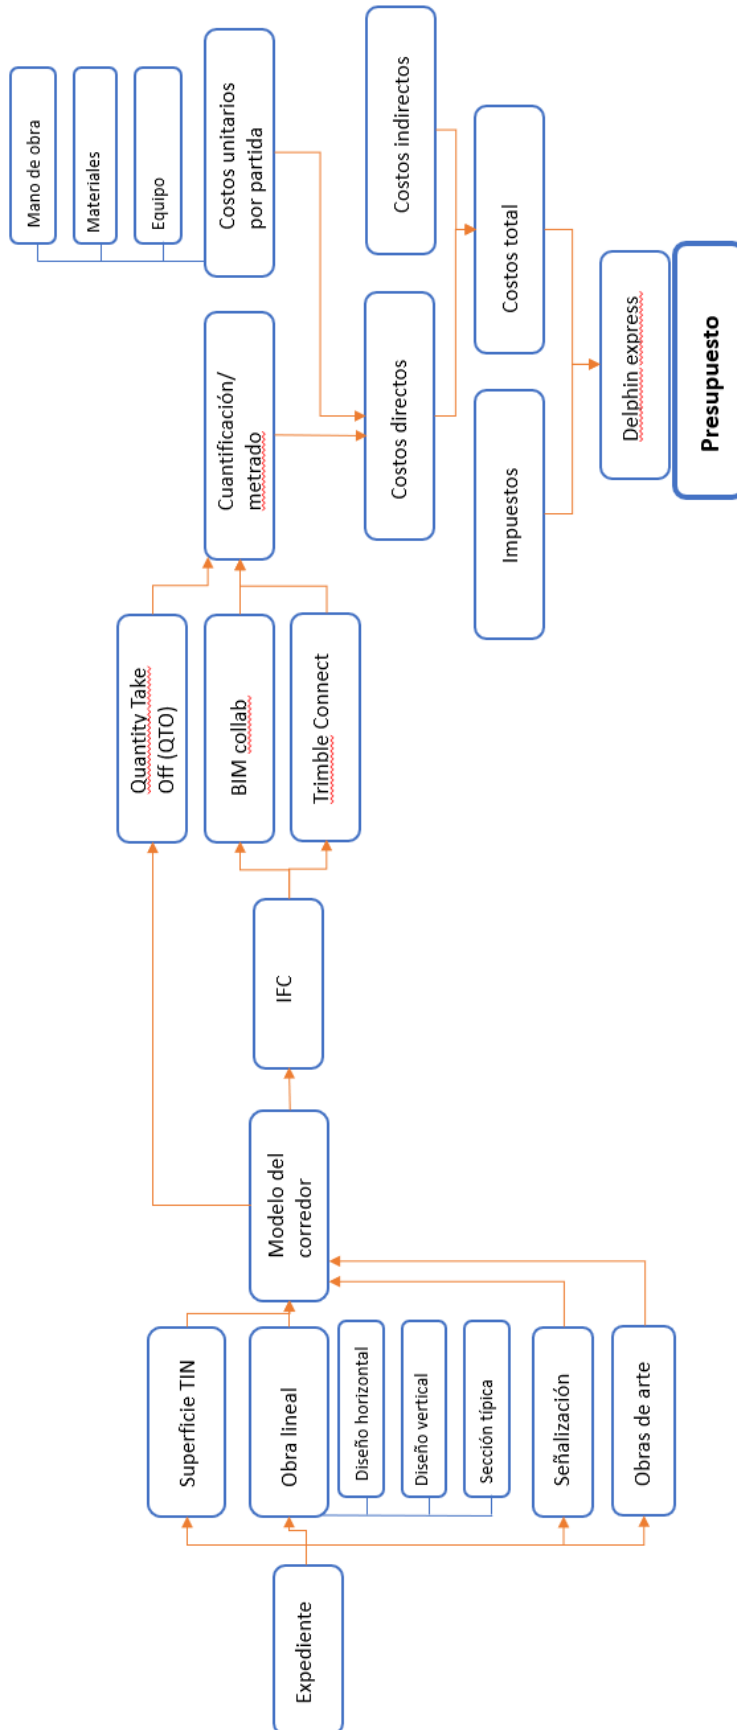 Expediente
Superficie TIN
Obra lineal
Diseño horizontal
Diseño vertical
Sección típica
Señalización
Obras de arte
Modelo del
corredor
IFC
Quantity Take
Off (QTO)
BIM collab
Trimble Connect
Cuantificación/
metrado
Mano de obra
Materiales
Equipo
Costos unitarios
por partida
Costos directos
Costos indirectos
Impuestos
Costos total
Delphin express
Presupuesto